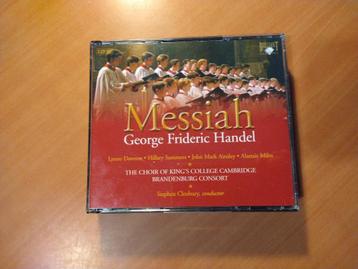 Messiah
George Frideric Handel
Lynne Dawson • Hilary Summers • John Mark Ainsley • Alastair Miles
THE CHOIR OF KING'S COLLEGE CAMBRIDGE
BRANDENBURG CONSORT
Stephen Cleobury, conductor